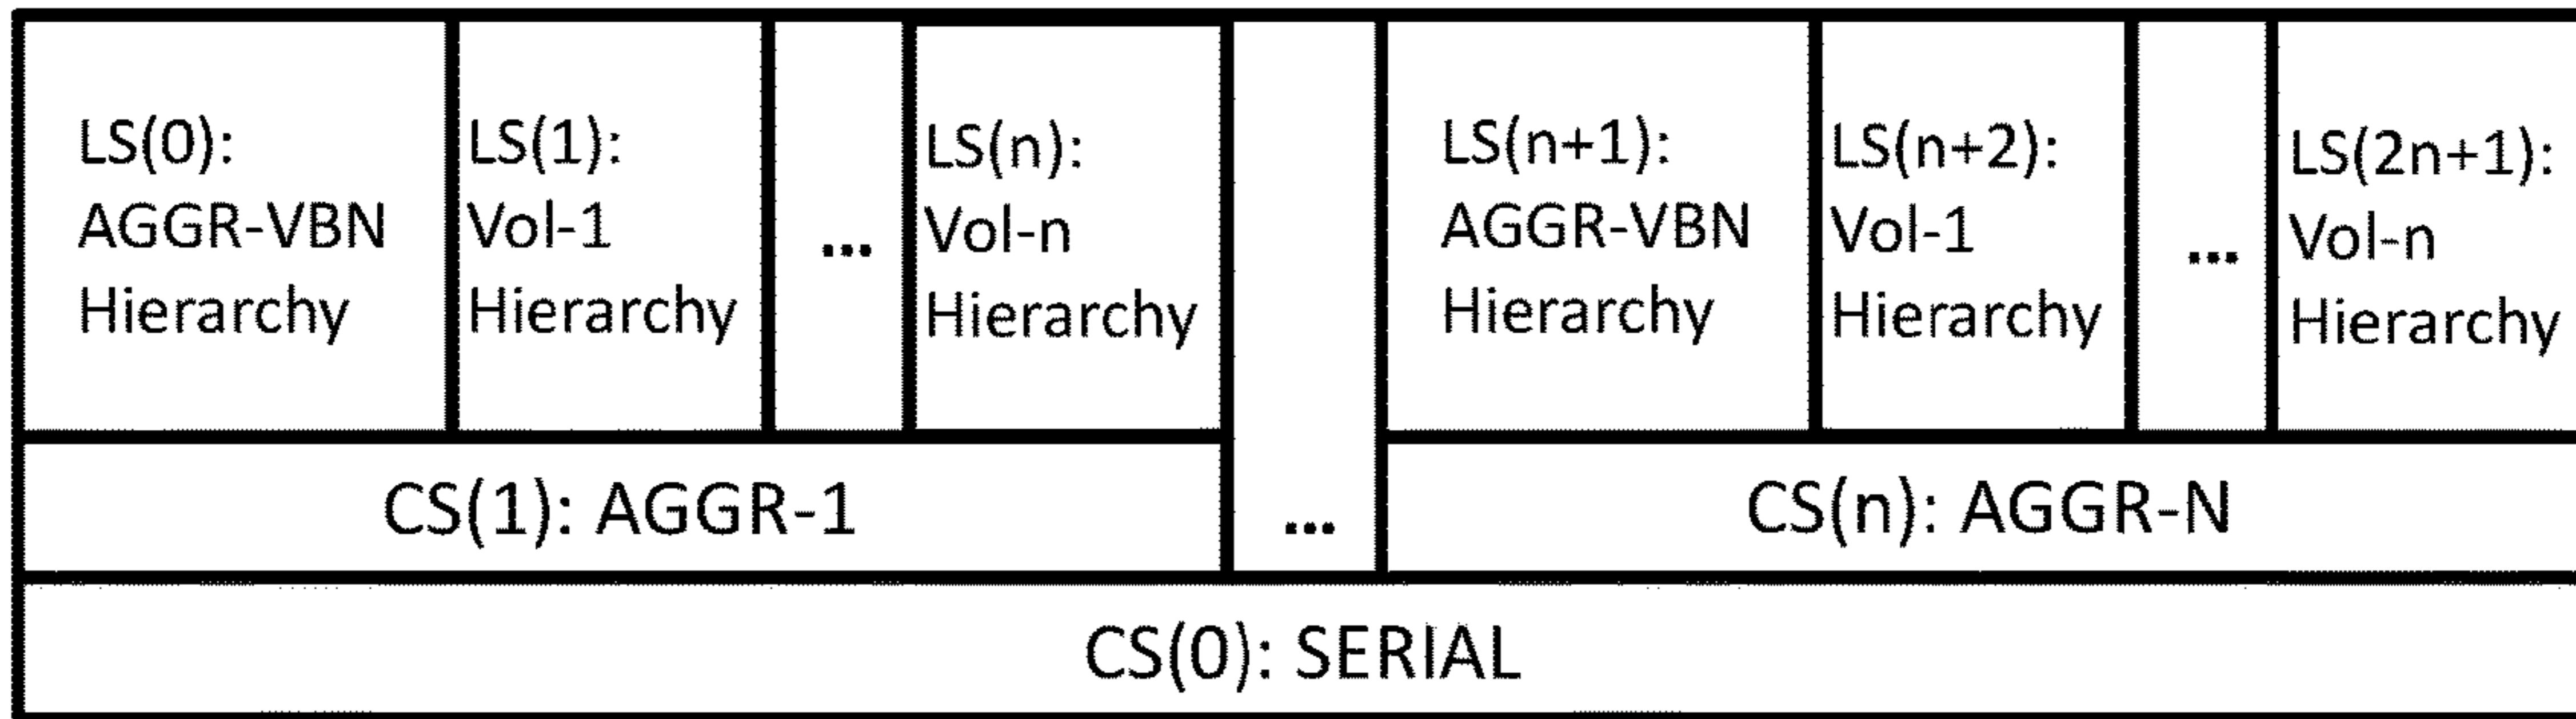 LS(0):
AGGR-VBN
Hierarchy
LS(1):
Vol-1
Hierarchy
...
LS(n):
Vol-n
Hierarchy
...
LS(n+1):
AGGR-VBN
Hierarchy
LS(n+2):
Vol-1
Hierarchy
...
LS(2n+1):
Vol-n
Hierarchy
CS(1): AGGR-1
CS(n): AGGR-N
CS(0): SERIAL